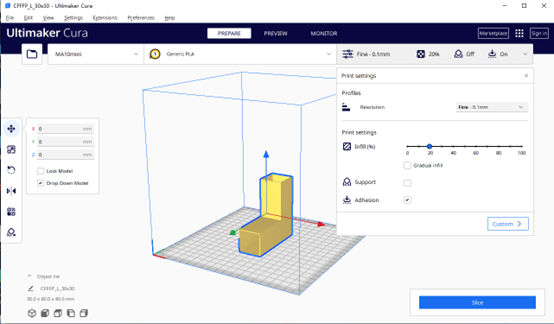 CFFFP_L_30x30 - Ultimaker Cura
File Edit View Settings Extensions Preferences Help
Ultimaker Cura PREPARE PREVIEW MONITOR Marketplace Sign in
MA10mini 1 Generic PLA Fine - 0.1mm 20% Off On
Print settings ×
Profiles
Resolution Fine - 0.1mm
Print settings
Infill (%)
0 20 40 60 80 100
Gradual infill
Support
Adhesion
Custom
X 0 mm
Y 0 mm
Z 0 mm
Lock Model
Drop Down Model
Object list
CFFFP_L_30x30
30.0 x 80.0 x 80.0 mm
Slice